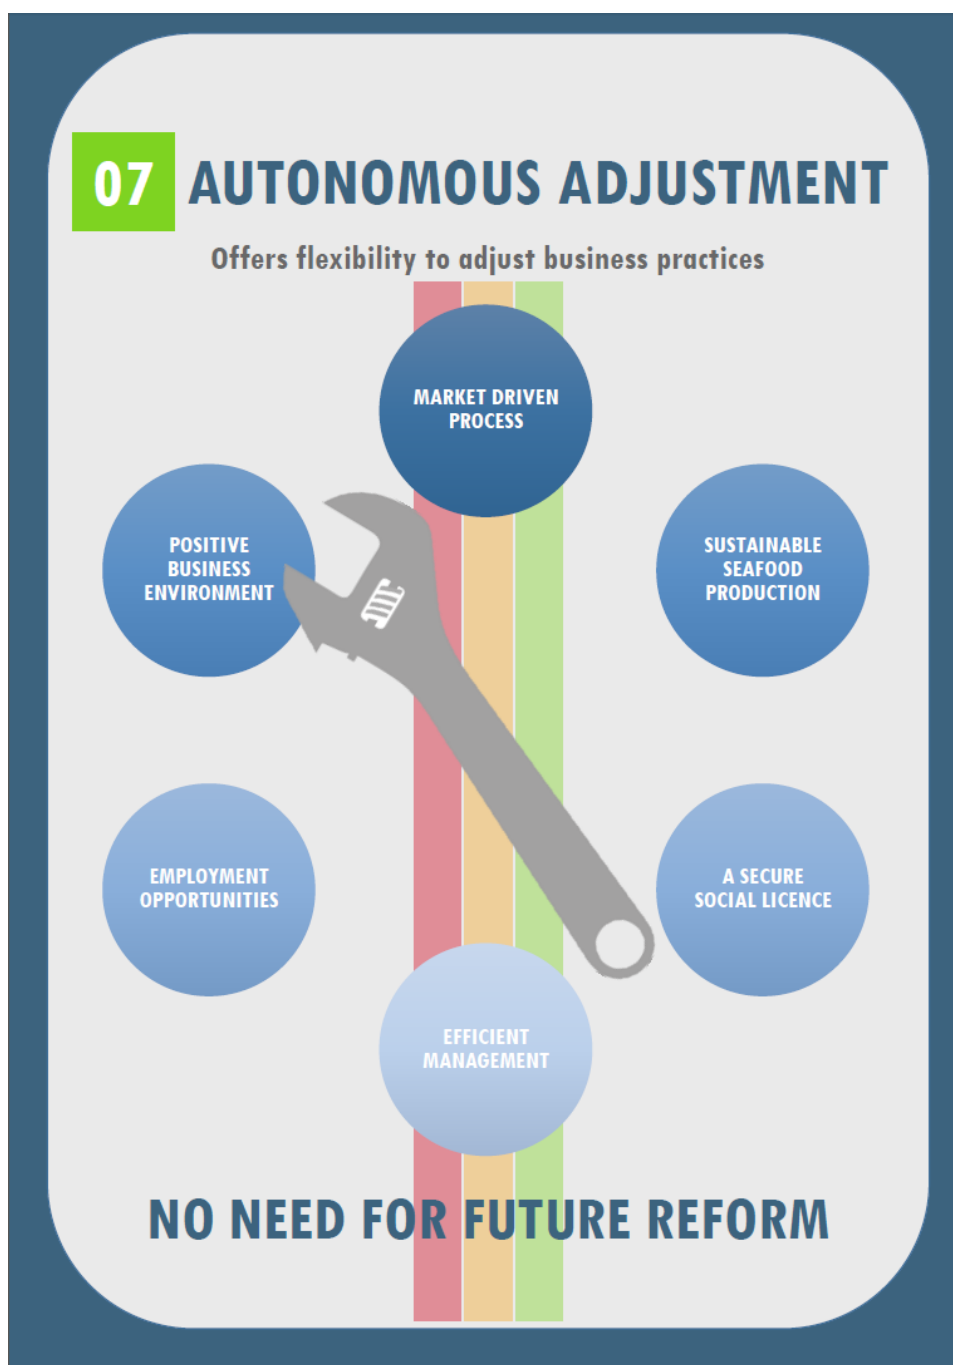 07 AUTONOMOUS ADJUSTMENT
Offers flexibility to adjust business practices
MARKET DRIVEN
PROCESS
POSITIVE
BUSINESS
ENVIRONMENT
SUSTAINABLE
SEAFOOD
PRODUCTION
EMPLOYMENT
OPPORTUNITIES
A SECURE
SOCIAL LICENCE
EFFICIENT
MANAGEMENT
NO NEED FOR FUTURE REFORM